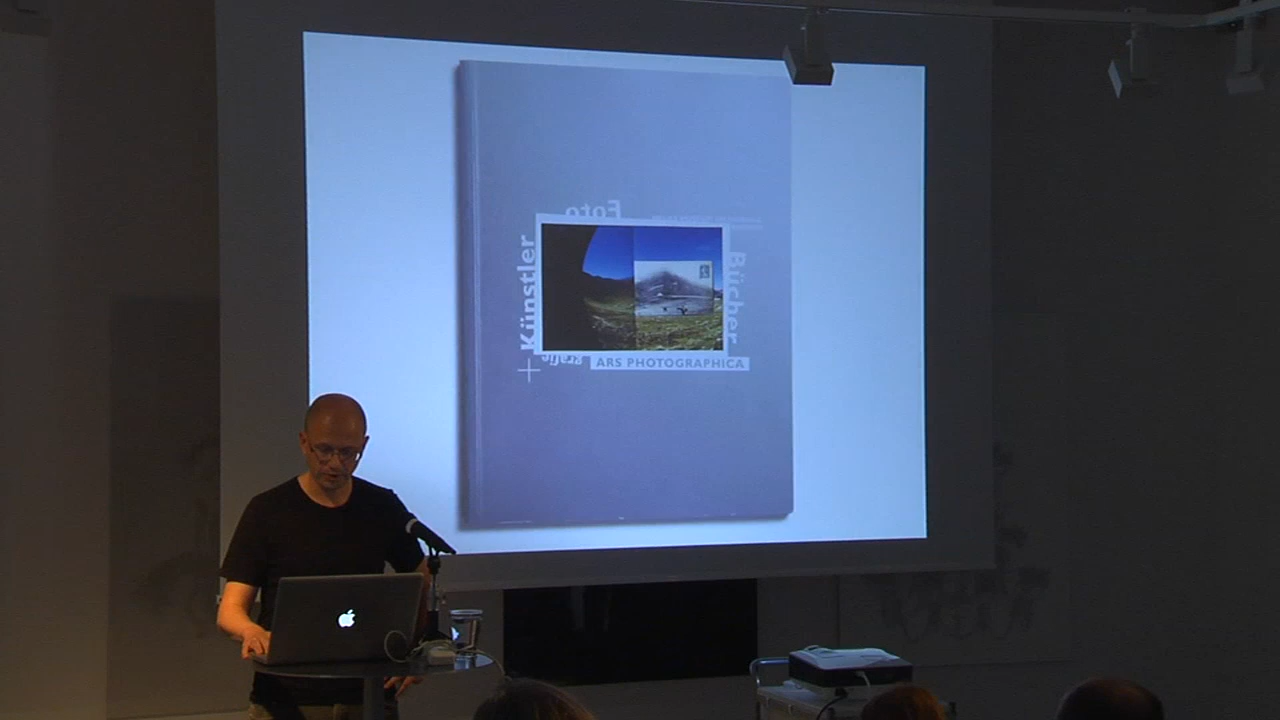 Foto
+ Künstler
Bücher
grafie
ARS PHOTOGRAPHICA